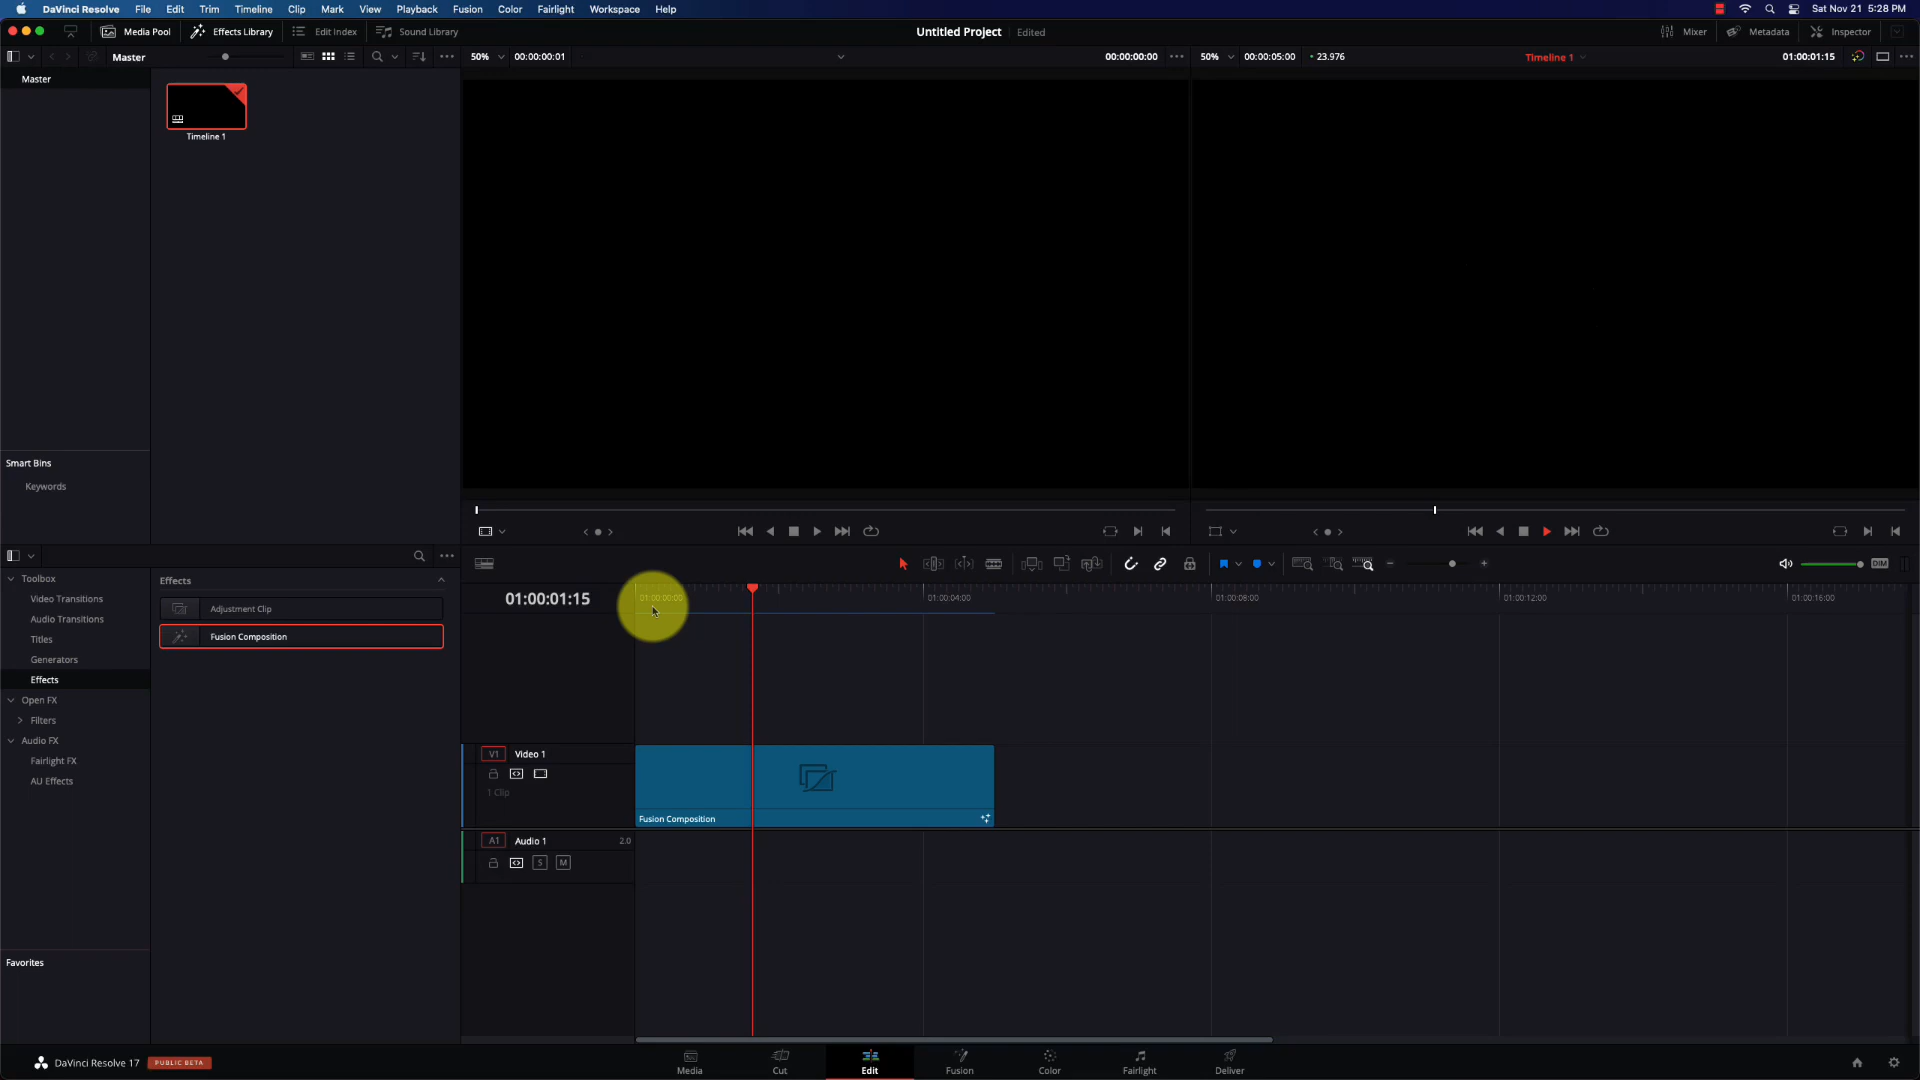 DaVinci Resolve File Edit Trim Timeline Clip Mark View Playback Fusion Color Fairlight Workspace Help Sat Nov 21 5:28 PM
Media Pool Effects Library Edit Index Sound Library Untitled Project Edited Mixer Metadata Inspector
Master 50% 00:00:00:01 00:00:00:00 50% 00:00:05:00 23.976 Timeline 1 01:00:01:15
Master
Timeline 1
Smart Bins
Keywords
Toolbox
Video Transitions
Audio Transitions
Titles
Generators
Effects
Open FX
Filters
Audio FX
Fairlight FX
AU Effects
Favorites
Effects
Adjustment Clip
Fusion Composition
DIM
01:00:01:15
01:00:00:00 01:00:04:00 01:00:08:00 01:00:12:00 01:00:16:00
V1 Video 1
1 Clip
Fusion Composition
A1 Audio 1 2.0
S M
DaVinci Resolve 17 PUBLIC BETA
Media Cut Edit Fusion Color Fairlight Deliver